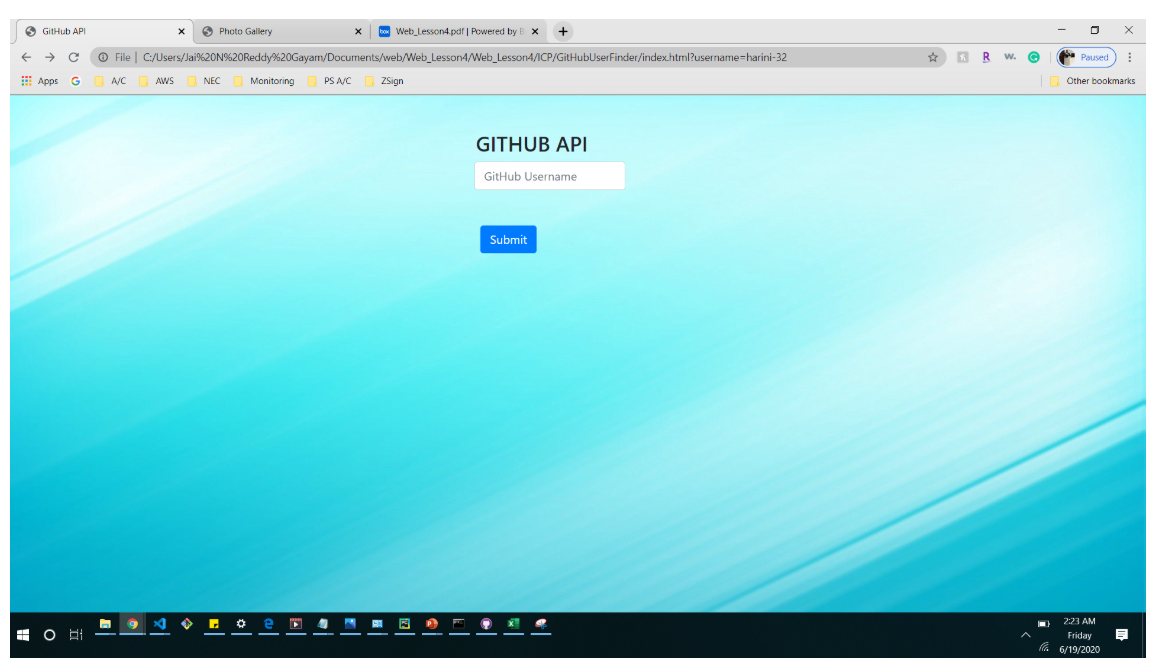 GitHub API
Photo Gallery
Web_Lesson4.pdf | Powered by B
File | C:/Users/Jai%20N%20Reddy%20Gayam/Documents/web/Web_Lesson4/Web_Lesson4/ICP/GitHubUserFinder/index.html?username=harini-32
R W. G Paused
Apps G A/C AWS NEC Monitoring PS A/C ZSign Other bookmarks
GITHUB API
GitHub Username
Submit
2:23 AM
Friday
6/19/2020